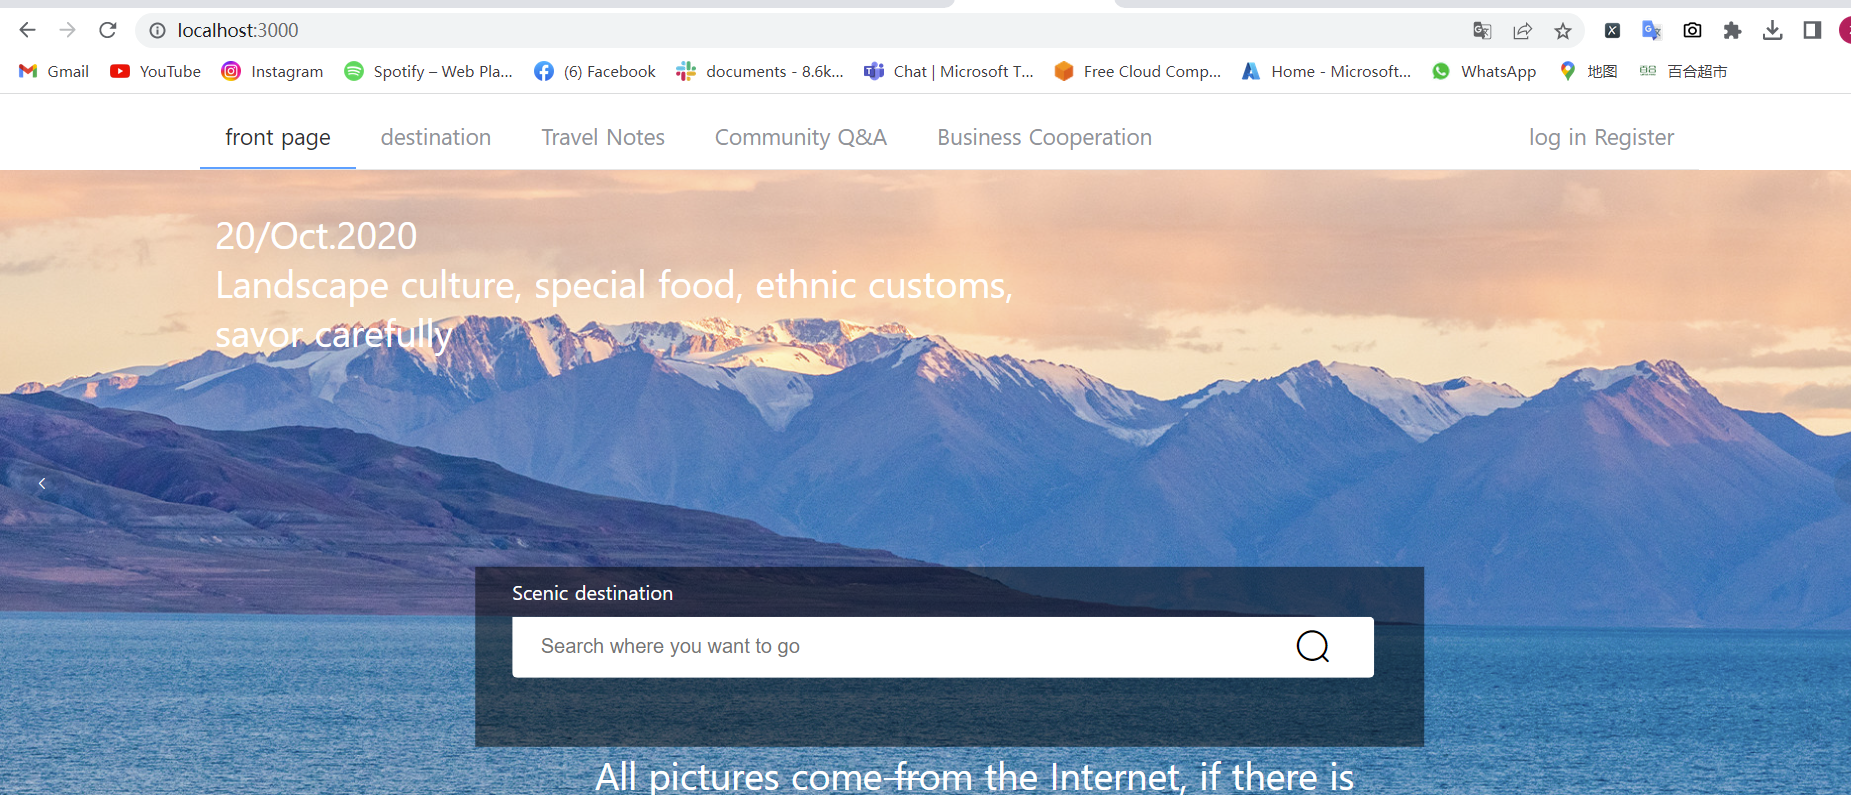 localhost:3000
Gmail YouTube Instagram Spotify – Web Pla... (6) Facebook documents - 8.6k... Chat | Microsoft T... Free Cloud Comp... Home - Microsoft... WhatsApp 地图 百合超市
front page destination Travel Notes Community Q&A Business Cooperation log in Register
20/Oct.2020
Landscape culture, special food, ethnic customs,
savor carefully
Scenic destination
Search where you want to go
All pictures come from the Internet, if there is